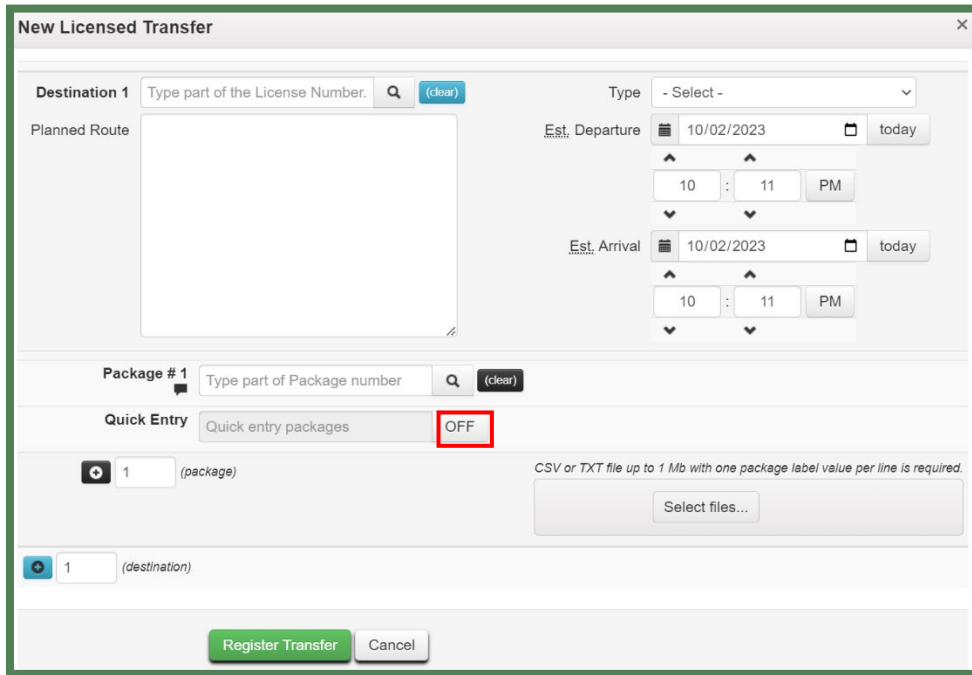 New Licensed Transfer ×
Destination 1 Type part of the License Number. (clear) Type - Select -
Planned Route Est. Departure 10/02/2023 today
10 : 11 PM
Est. Arrival 10/02/2023 today
10 : 11 PM
Package # 1 Type part of Package number (clear)
Quick Entry Quick entry packages OFF
1 (package) CSV or TXT file up to 1 Mb with one package label value per line is required.
Select files...
1 (destination)
Register Transfer Cancel